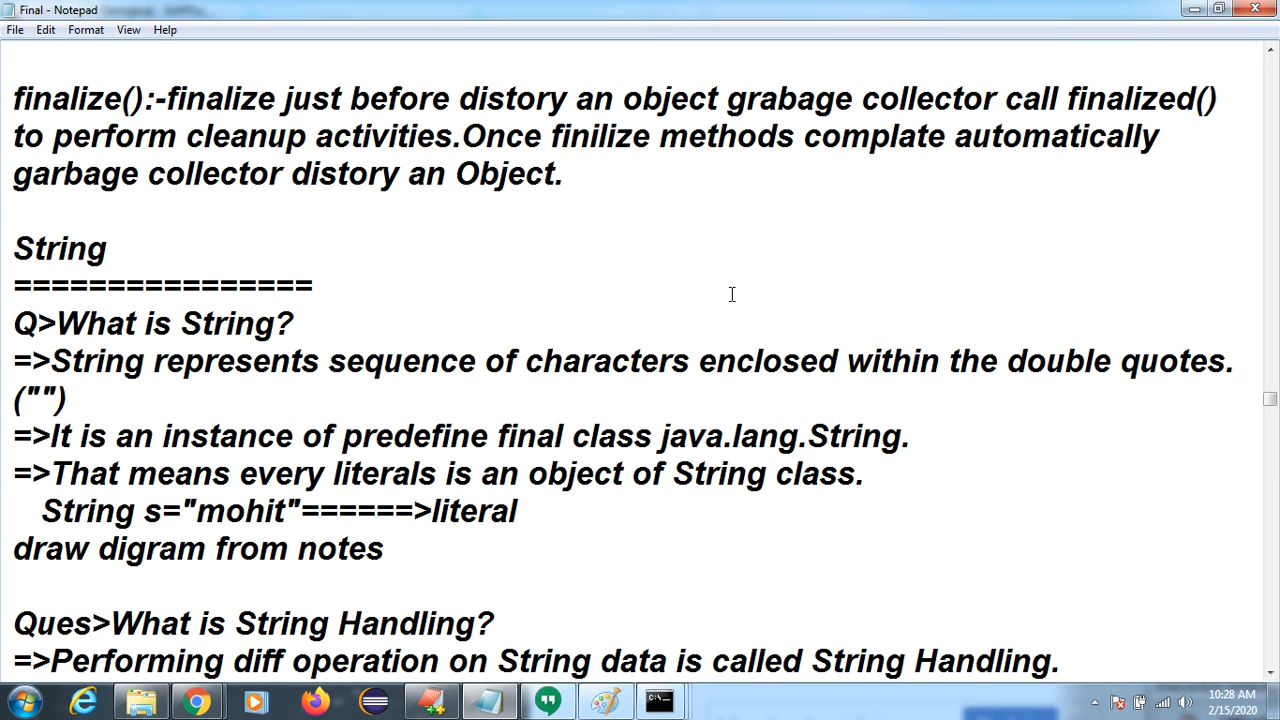 Final - Notepad
File Edit Format View Help
finalize():-finalize just before distory an object grabage collector call finalized()
to perform cleanup activities.Once finilize methods complate automatically
garbage collector distory an Object.
String
================
Q>What is String?
=>String represents sequence of characters enclosed within the double quotes.
("")
=>It is an instance of predefine final class java.lang.String.
=>That means every literals is an object of String class.
String s="mohit"======>literal
draw digram from notes
Ques>What is String Handling?
=>Performing diff operation on String data is called String Handling.
10:28 AM
2/15/2020